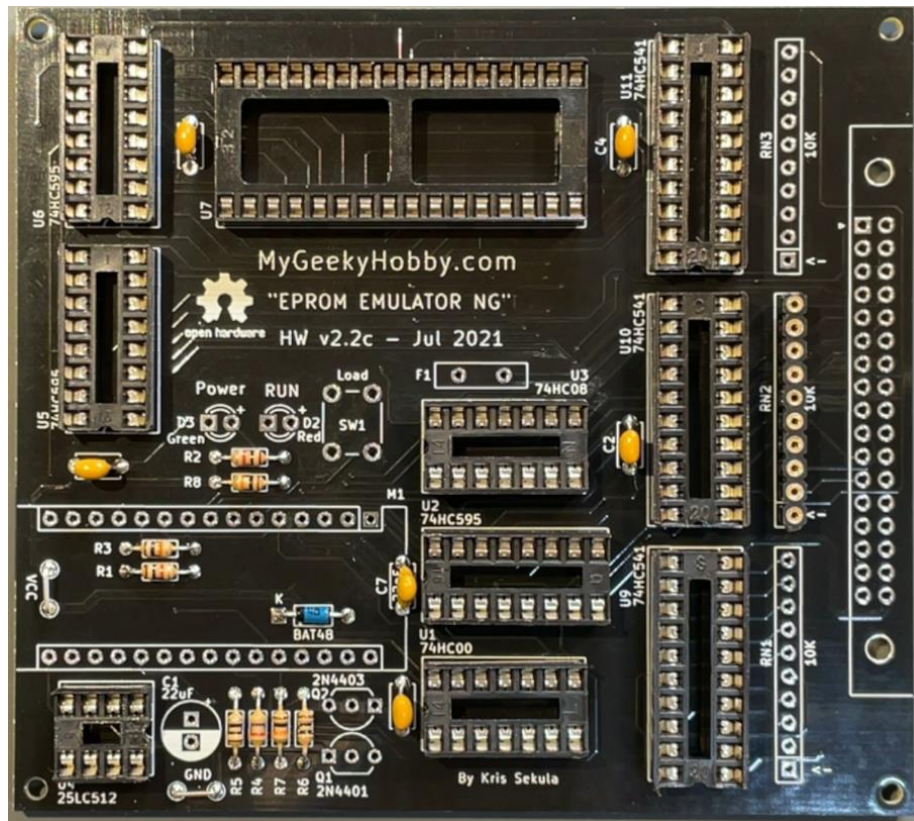 U6
74HC595
U7
C4
U11
74HC541
RN3
10K
MyGeekyHobby.com
"EPROM EMULATOR NG"
open hardware
HW v2.2c – Jul 2021
U5
Power
RUN
Load
D3
Green
D2
Red
SW1
F1
U3
74HC08
C2
U10
74HC541
RN2
10K
20
20
R2
R8
M1
U2
74HC595
R3
R1
VCC
K
BAT48
C7
U9
74HC541
RN1
10K
U1
74HC00
C1
22uF
2N4403
Q2
GND
R5
R4
R7
R6
Q1
2N4401
25LC512
By Kris Sekula